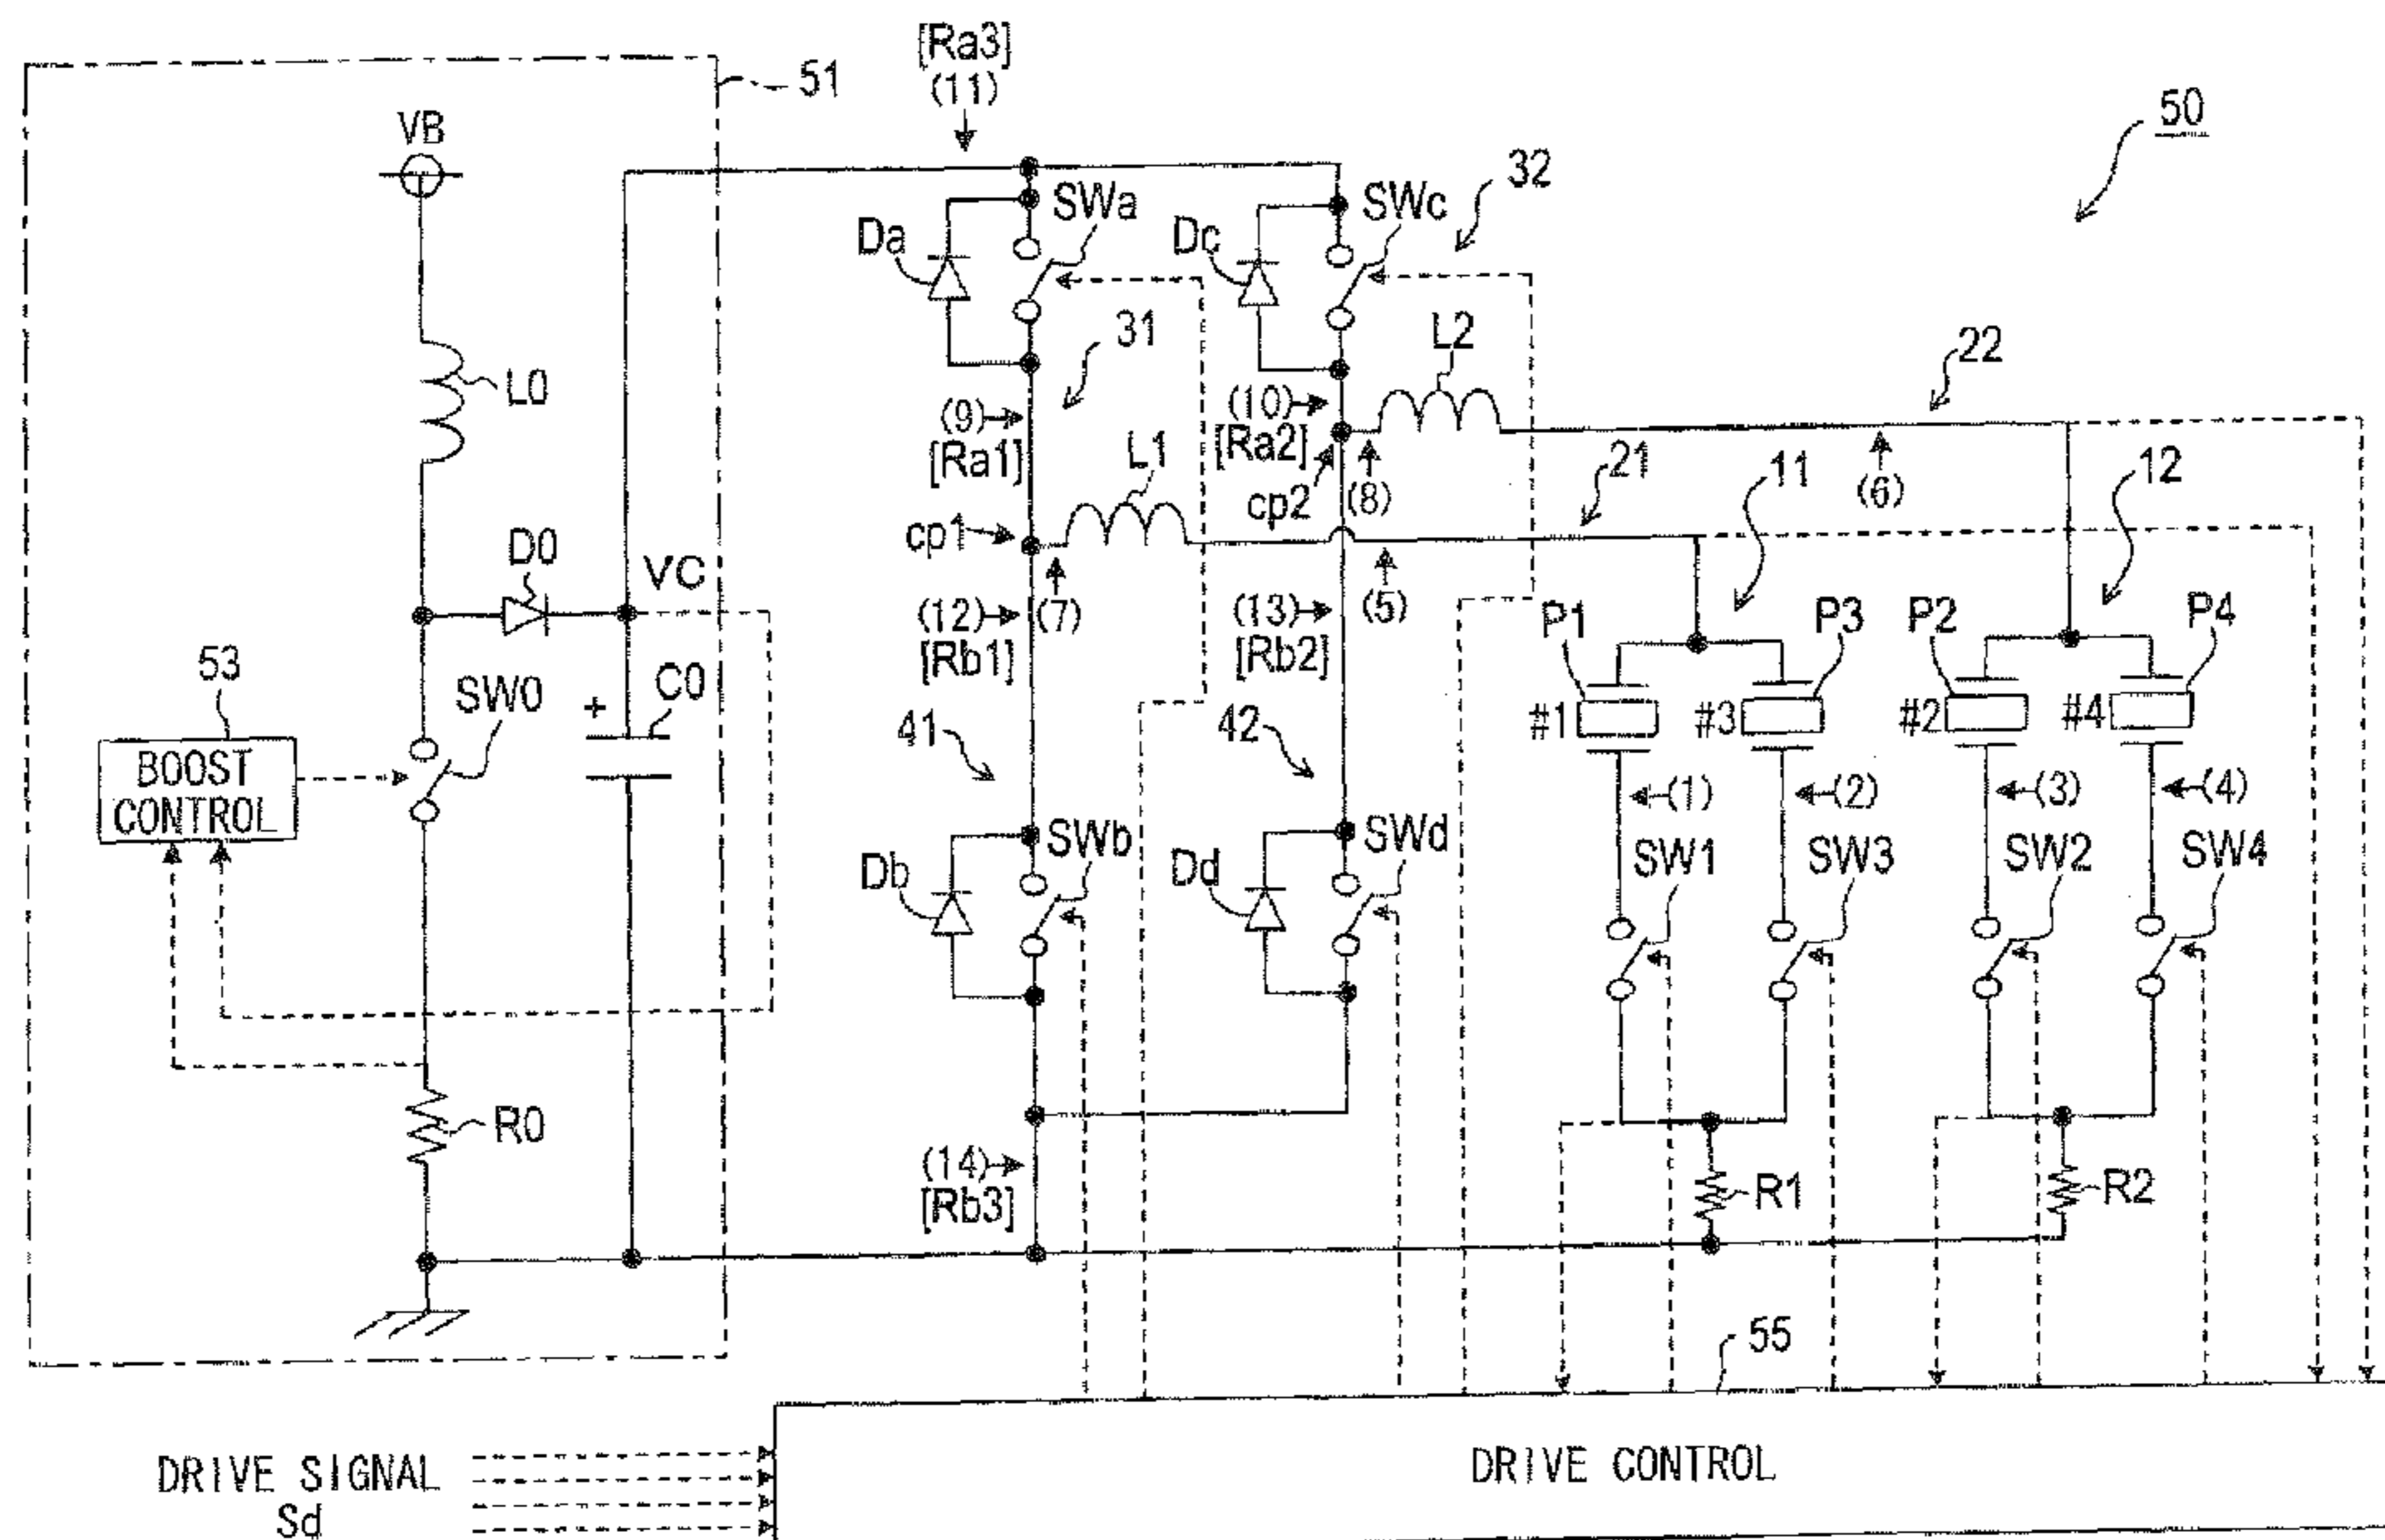 [Ra3]
(11)
51
50
VB
SWa
SWc
32
Da
Dc
31
L2
22
L0
(9)
[Ra1]
(10)
[Ra2]
L1
cp2
(8)
21
11
(6)
12
cp1
D0
VC
(7)
(12)
[Rb1]
(13)
[Rb2]
(5)
P1
P3
P2
P4
53
SW0
+
C0
#1
#3
#2
#4
BOOST
CONTROL
41
42
(1)
(2)
(3)
(4)
Db
SWb
Dd
SWd
SW1
SW3
SW2
SW4
R0
(14)
[Rb3]
R1
R2
55
DRIVE SIGNAL
Sd
DRIVE CONTROL